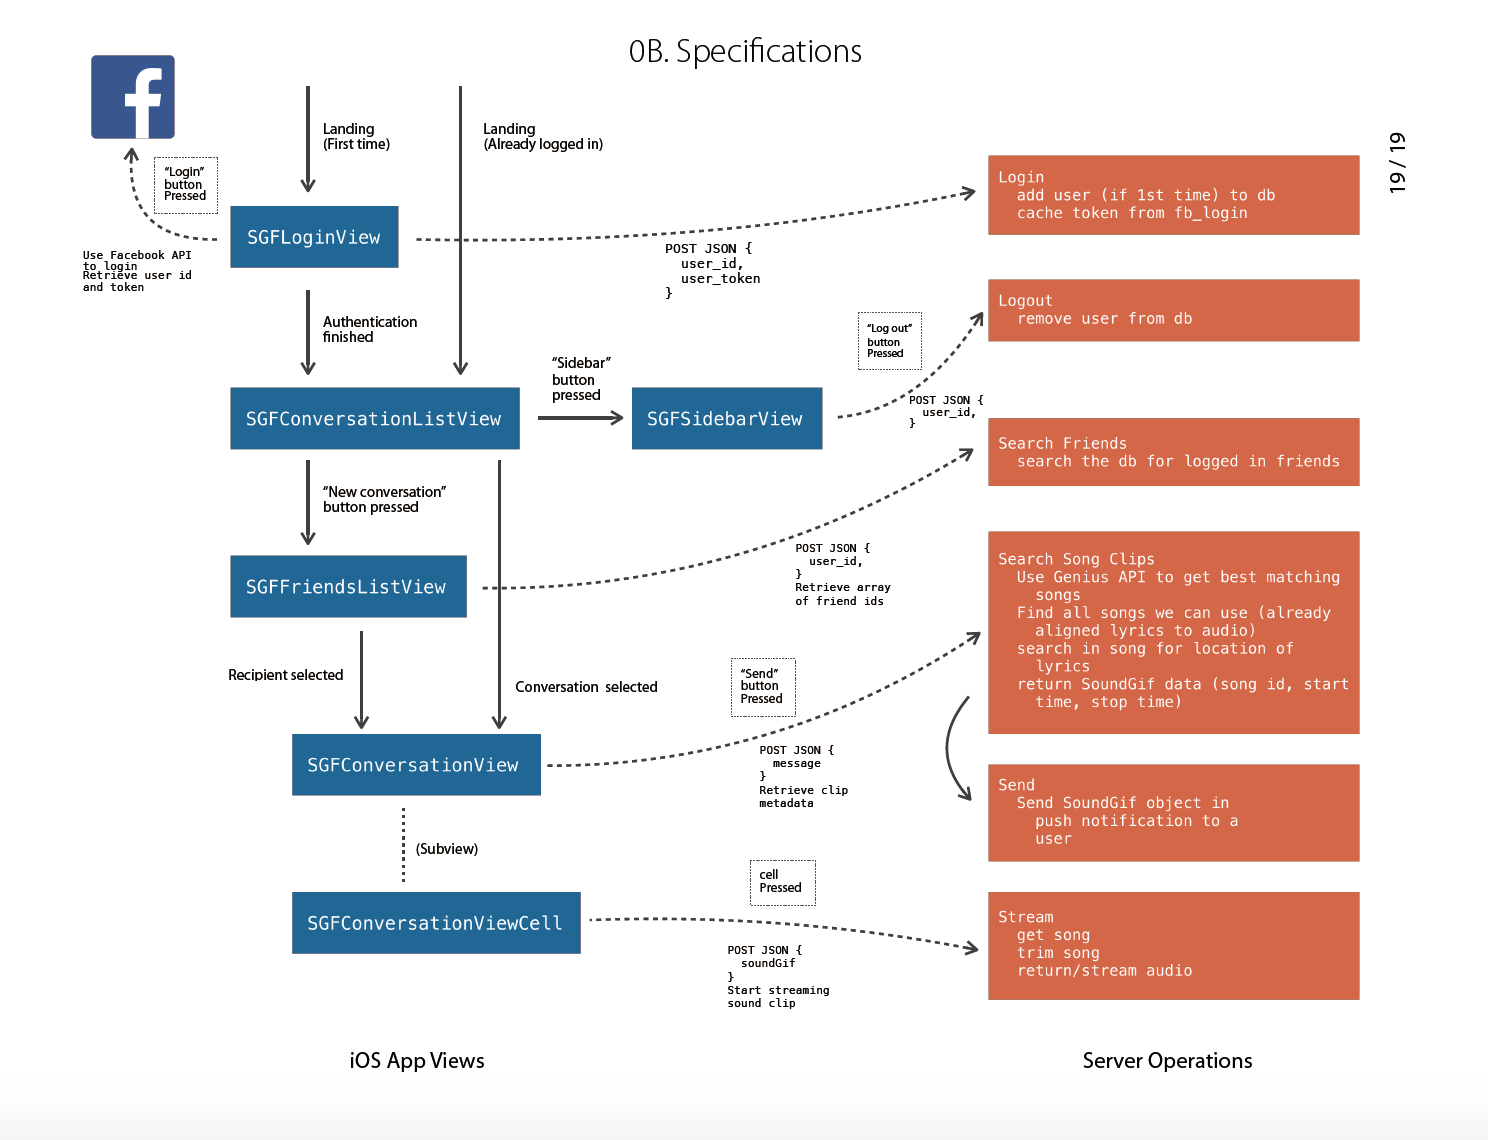 0B. Specifications
19 / 19
f
Landing
(First time)
Landing
(Already logged in)
“Login”
button
Pressed
SGFLoginView
Use Facebook API
to login
Retrieve user id
and token
POST JSON {
user_id,
user_token
}
Login
add user (if 1st time) to db
cache token from fb_login
Authentication
finished
“Log out”
button
Pressed
Logout
remove user from db
“Sidebar”
button
pressed
SGFConversationListView
SGFSidebarView
POST JSON {
user_id,
}
Search Friends
search the db for logged in friends
“New conversation”
button pressed
SGFFriendsListView
POST JSON {
user_id,
}
Retrieve array
of friend ids
Search Song Clips
Use Genius API to get best matching
songs
Find all songs we can use (already
aligned lyrics to audio)
search in song for location of
lyrics
return SoundGif data (song id, start
time, stop time)
Recipient selected
Conversation selected
“Send”
button
Pressed
SGFConversationView
POST JSON {
message
}
Retrieve clip
metadata
Send
Send SoundGif object in
push notification to a
user
(Subview)
cell
Pressed
SGFConversationViewCell
POST JSON {
soundGif
}
Start streaming
sound clip
Stream
get song
trim song
return/stream audio
iOS App Views
Server Operations